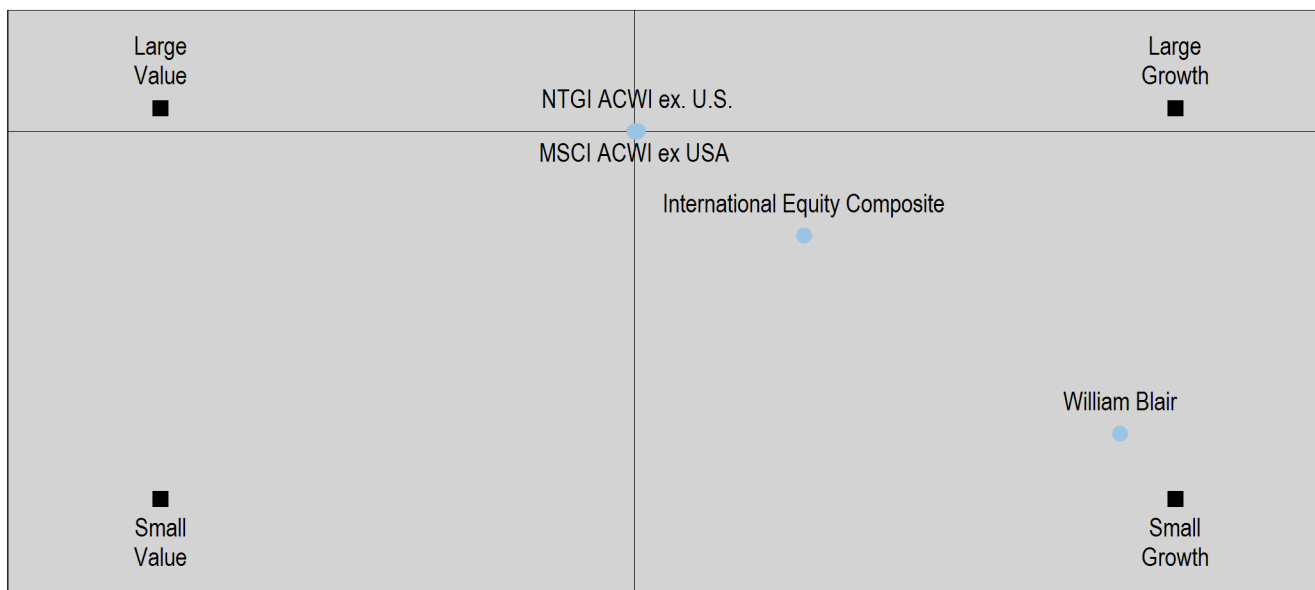 Large
Value
Large
Growth
NTGI ACWI ex. U.S.
MSCI ACWI ex USA
International Equity Composite
William Blair
Small
Value
Small
Growth